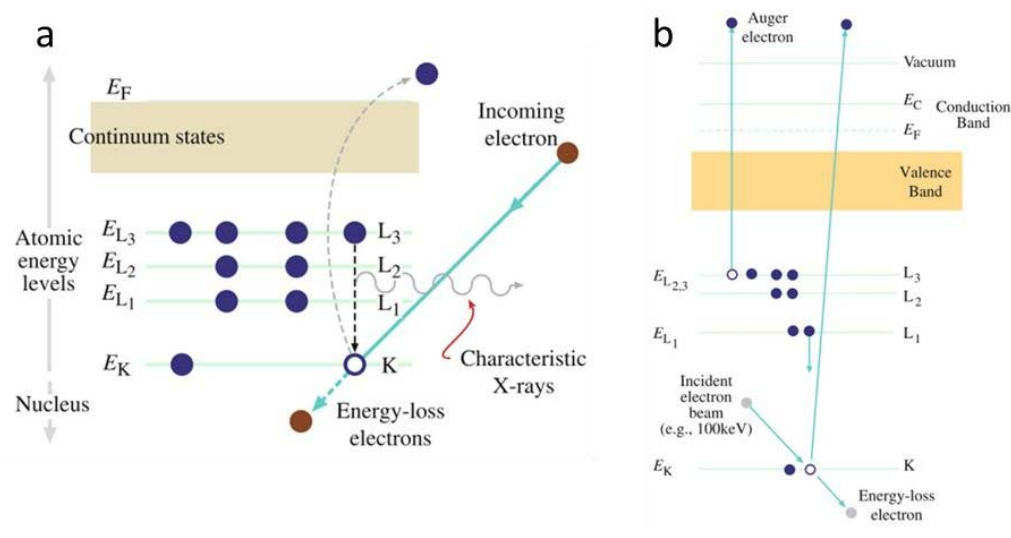 a
E_F
Continuum states
Incoming
electron
Atomic
energy
levels
E_L3
L3
E_L2
L2
E_L1
L1
E_K
K
Nucleus
Characteristic
X-rays
Energy-loss
electrons
b
Auger
electron
Vacuum
E_C
Conduction
Band
E_F
Valence
Band
E_L2,3
L3
L2
E_L1
L1
Incident
electron
beam
(e.g., 100keV)
E_K
K
Energy-loss
electron